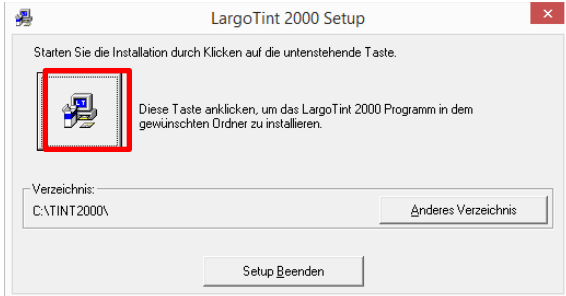 LargoTint 2000 Setup
Starten Sie die Installation durch Klicken auf die untenstehende Taste.
LT
Diese Taste anklicken, um das LargoTint 2000 Programm in dem
gewünschten Ordner zu installieren.
Verzeichnis:
C:\TINT2000\
Anderes Verzeichnis
Setup Beenden